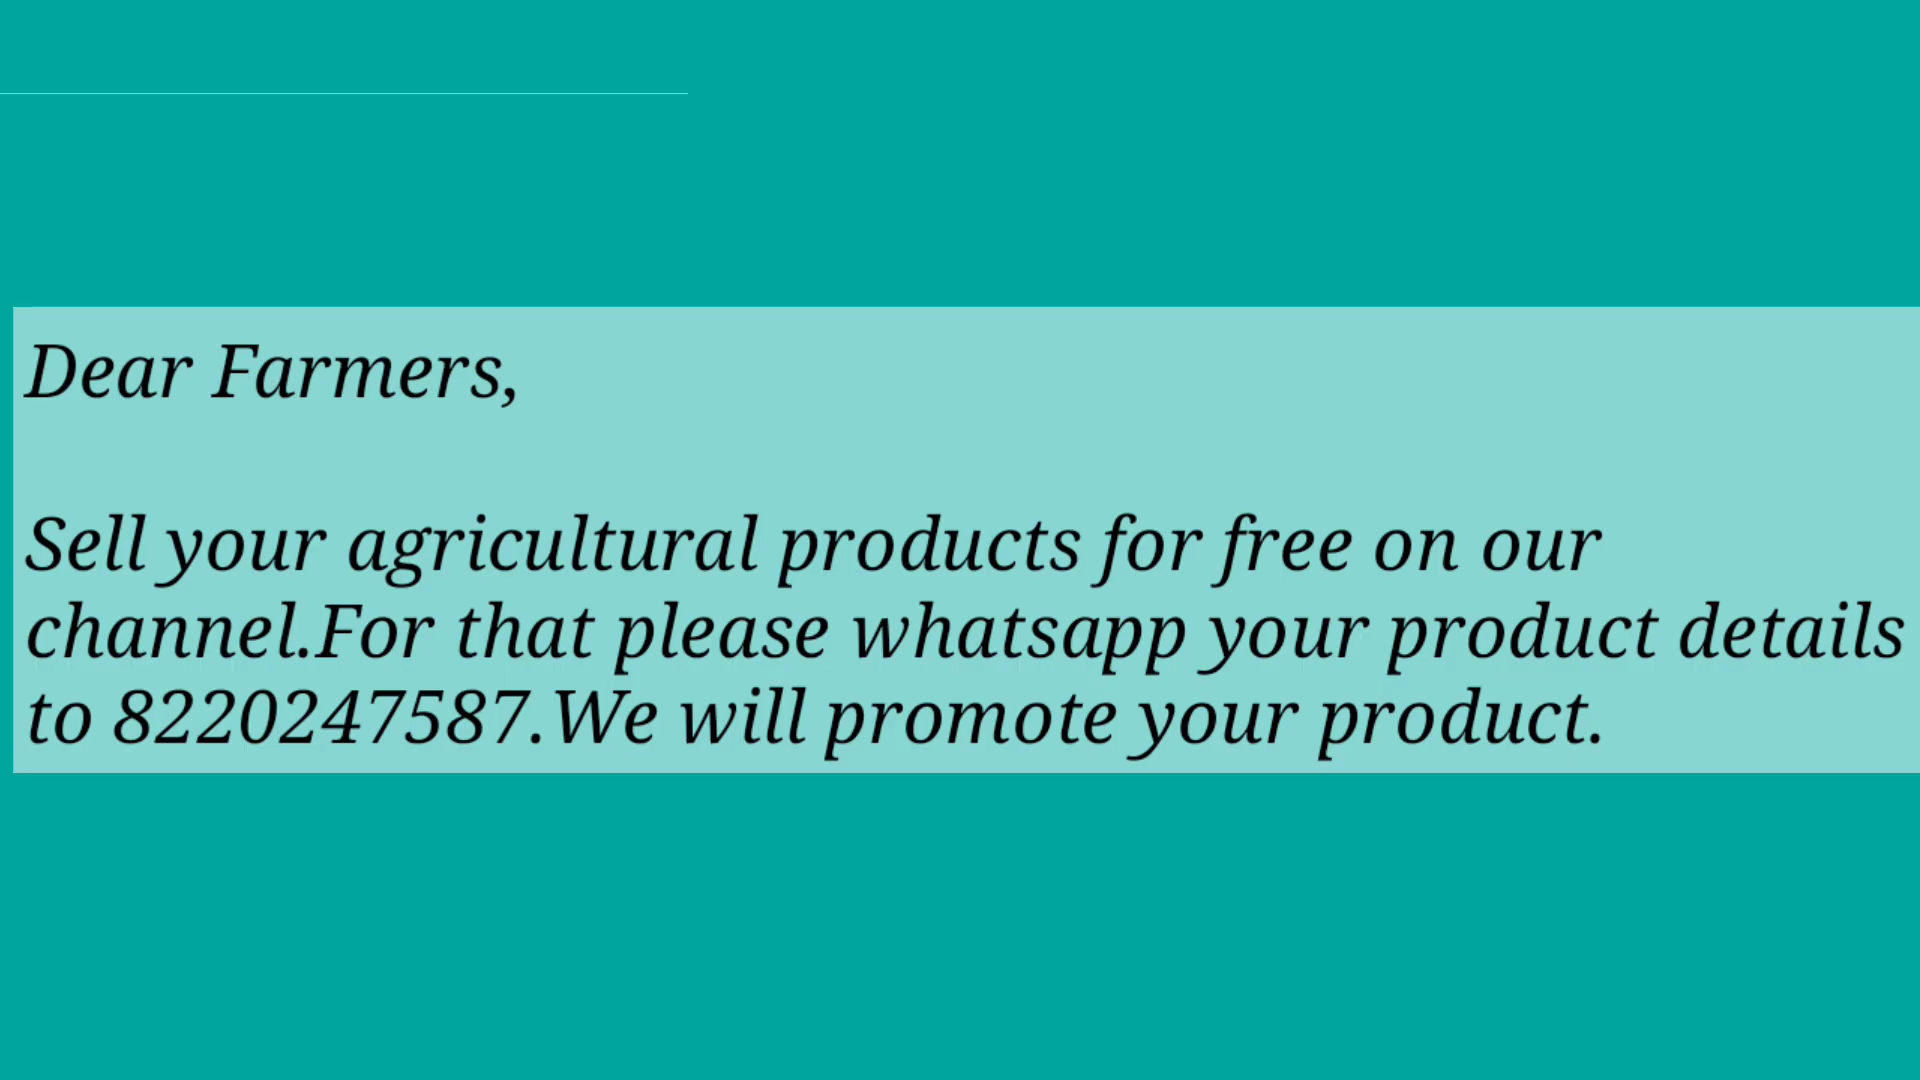 Dear Farmers,
Sell your agricultural products for free on our
channel.For that please whatsapp your product details
to 8220247587.We will promote your product.